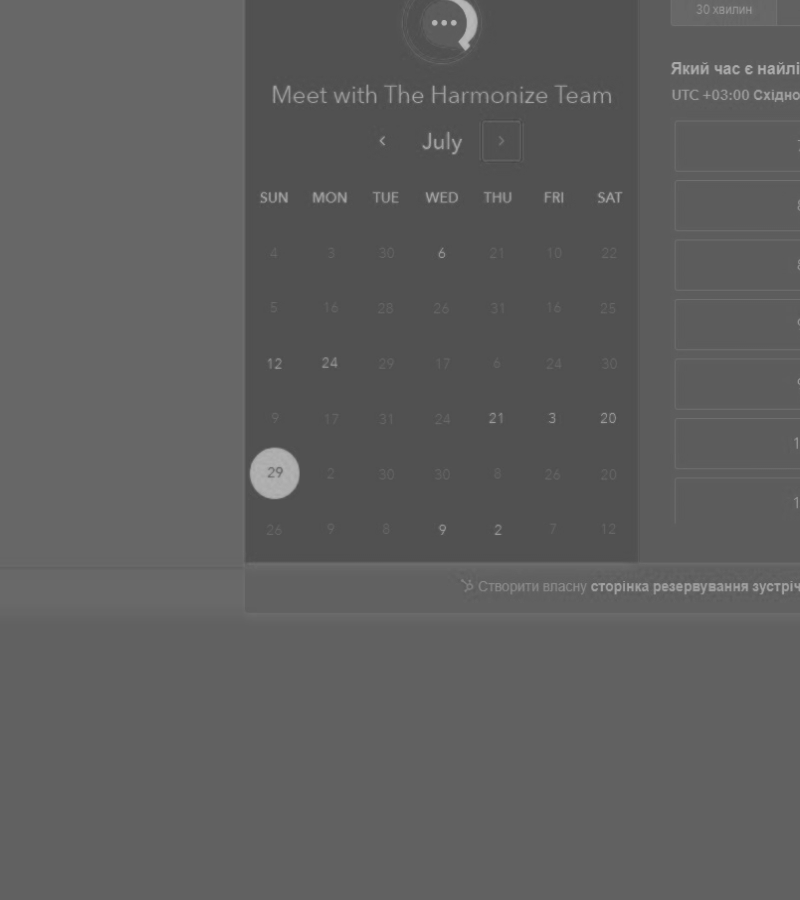 30 хвилин
Meet with The Harmonize Team
Який час є найлі
July
UTC +03:00 Східно
SUN MON TUE WED THU FRI SAT
4 3 30 6 21 10 22
5 16 28 26 31 16 25
12 24 29 17 6 24 30
9 17 31 24 21 3 20
29 2 30 30 8 26 20
26 9 8 9 2 7 12
Створити власну сторінка резервування зустріч